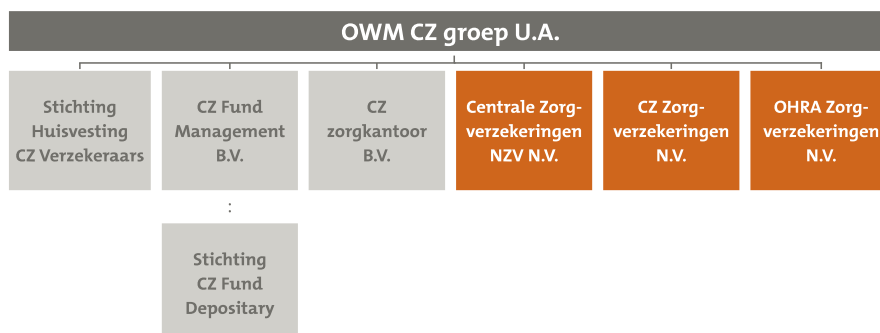 OWM CZ groep U.A.
Stichting
Huisvesting
CZ Verzekeraars
CZ Fund
Management
B.V.
CZ
zorgkantoor
B.V.
Centrale Zorg-
verzekeringen
NZV N.V.
CZ Zorg-
verzekeringen
N.V.
OHRA Zorg-
verzekeringen
N.V.
:
Stichting
CZ Fund
Depositary